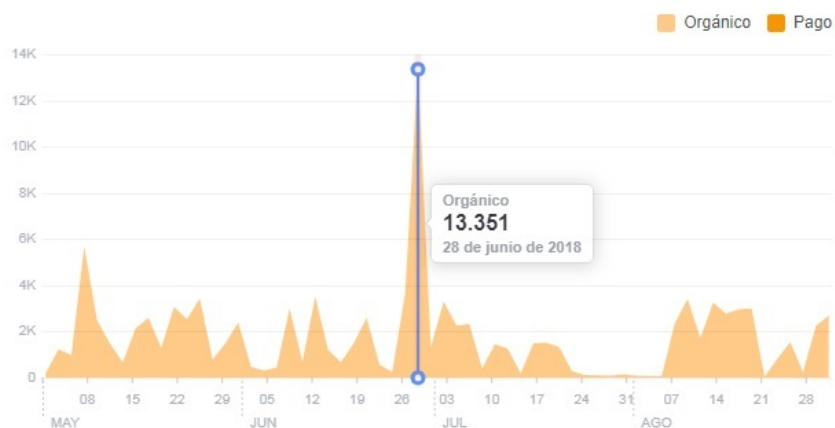 Orgánico Pago
14K
12K
10K
8K
6K
4K
2K
0
Orgánico
13.351
28 de junio de 2018
08 15 22 29 05 12 19 26 03 10 17 24 31 07 14 21 28
MAY JUN JUL AGO